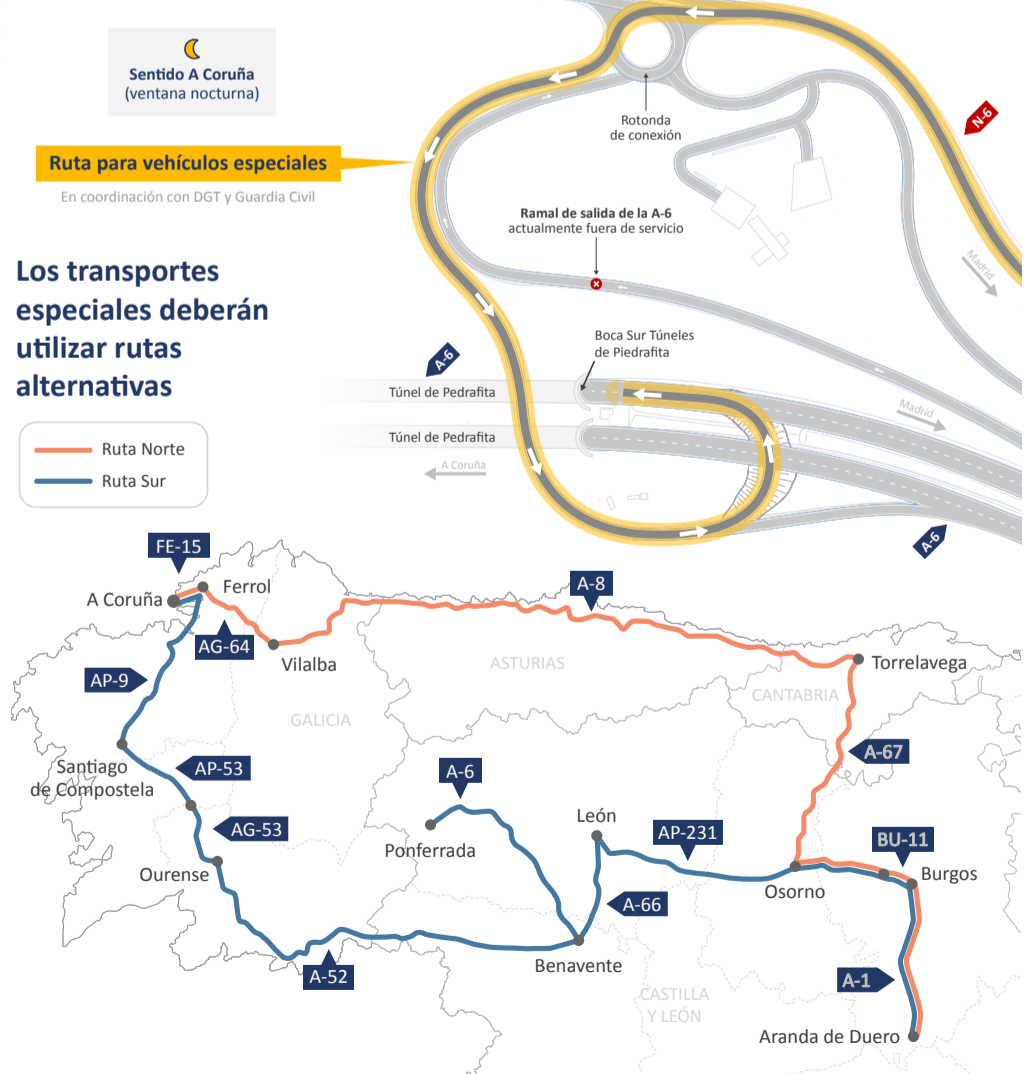 Sentido A Coruña
(ventana nocturna)
Ruta para vehículos especiales
En coordinación con DGT y Guardia Civil
Rotonda
de conexión
N-6
Ramal de salida de la A-6
actualmente fuera de servicio
Madrid
Los transportes
especiales deberán
utilizar rutas
alternativas
A-6
Boca Sur Túneles
de Piedrafita
Túnel de Pedrafita
Madrid
Túnel de Pedrafita
A Coruña
A-6
Ruta Norte
Ruta Sur
FE-15
Ferrol
A-8
A Coruña
AG-64
Vilalba
ASTURIAS
Torrelavega
AP-9
CANTABRIA
GALICIA
A-67
Santiago
de Compostela
AP-53
A-6
León
AP-231
AG-53
Ponferrada
BU-11
Ourense
Osorno
Burgos
A-66
Benavente
A-52
A-1
CASTILLA
Y LEÓN
Aranda de Duero